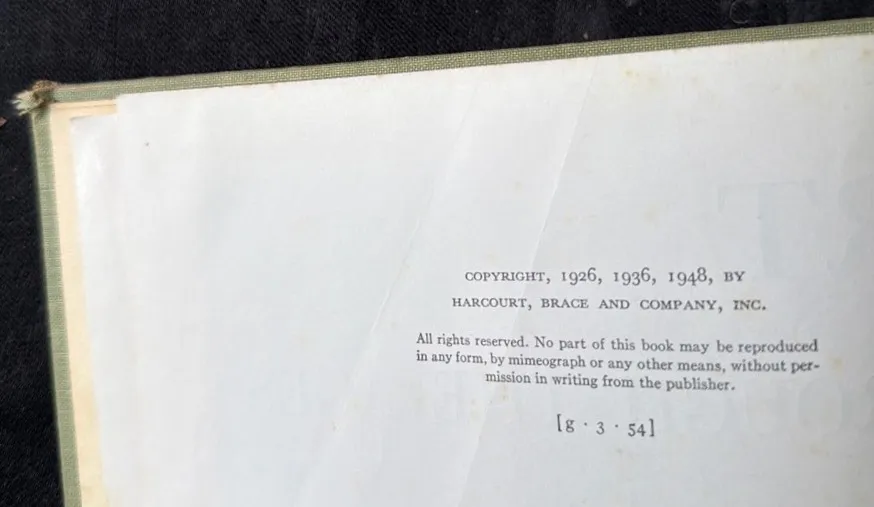 COPYRIGHT, 1926, 1936, 1948, BY
HARCOURT, BRACE AND COMPANY, INC.
All rights reserved. No part of this book may be reproduced
in any form, by mimeograph or any other means, without per-
mission in writing from the publisher.
[g · 3 · 54]